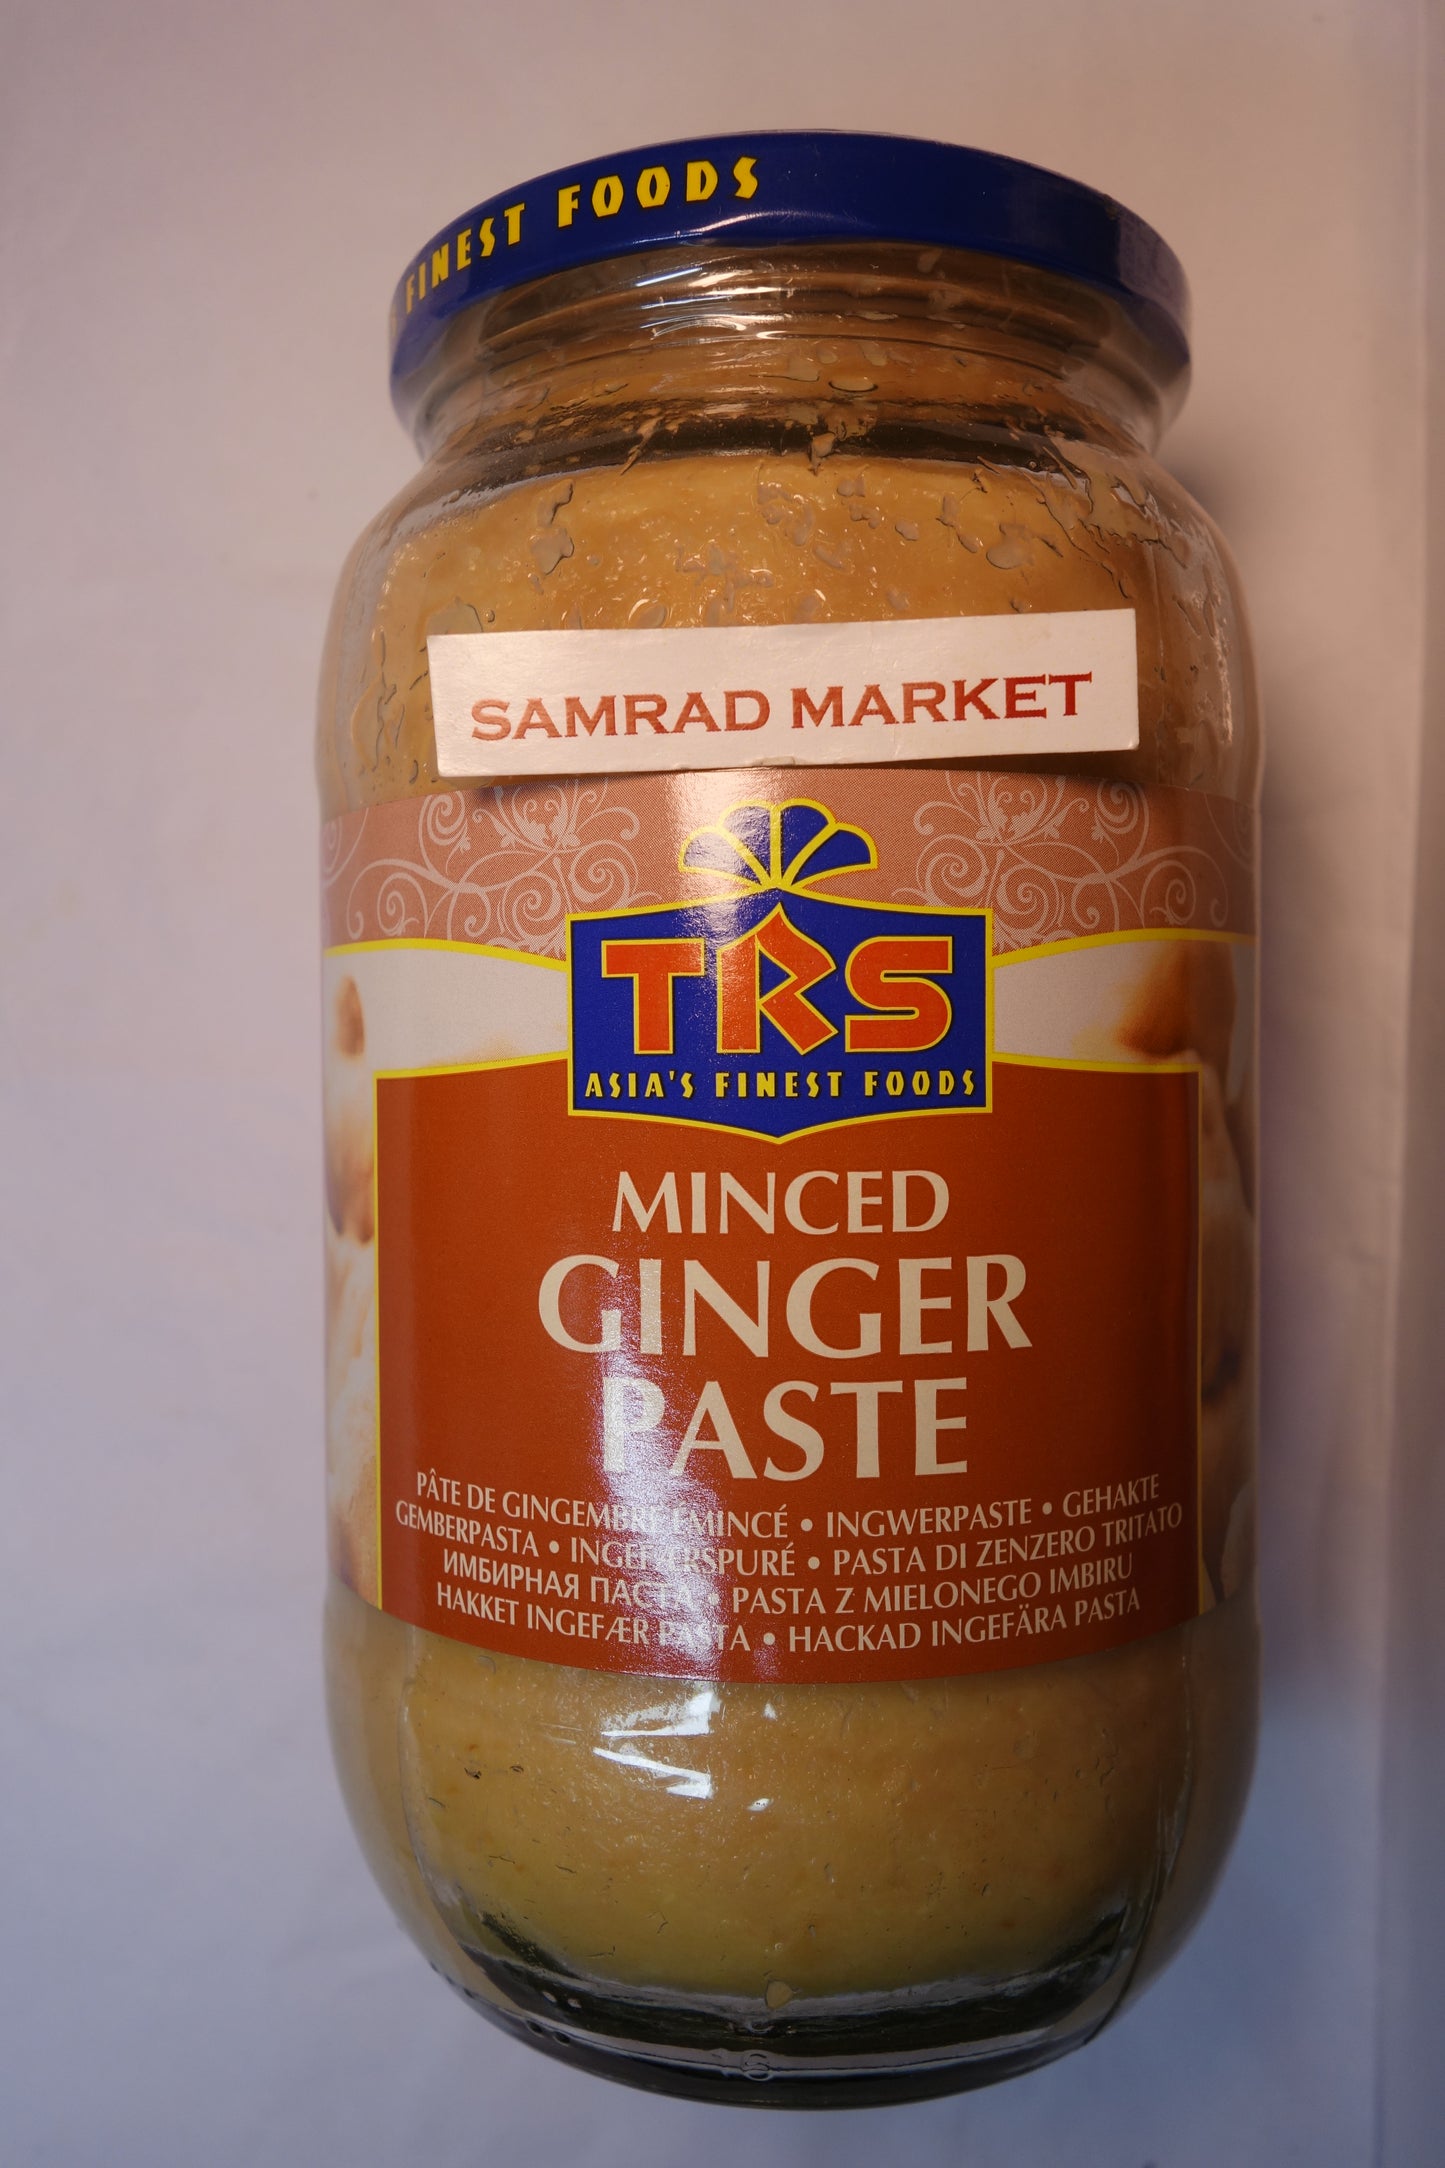 FINEST FOODS
SAMRAD MARKET
TRS
ASIA'S FINEST FOODS
MINCED
GINGER
PASTE
PÂTE DE GINGEMBRE ÉMINCÉ • INGWERPASTE • GEHAKTE
GEMBERPASTA • INGEFÆRSPURÉ • PASTA DI ZENZERO TRITATO
ИМБИРНАЯ ПАСТА • PASTA Z MIELONEGO IMBIRU
HAKKET INGEFÆR PASTA • HACKAD INGEFÄRA PASTA